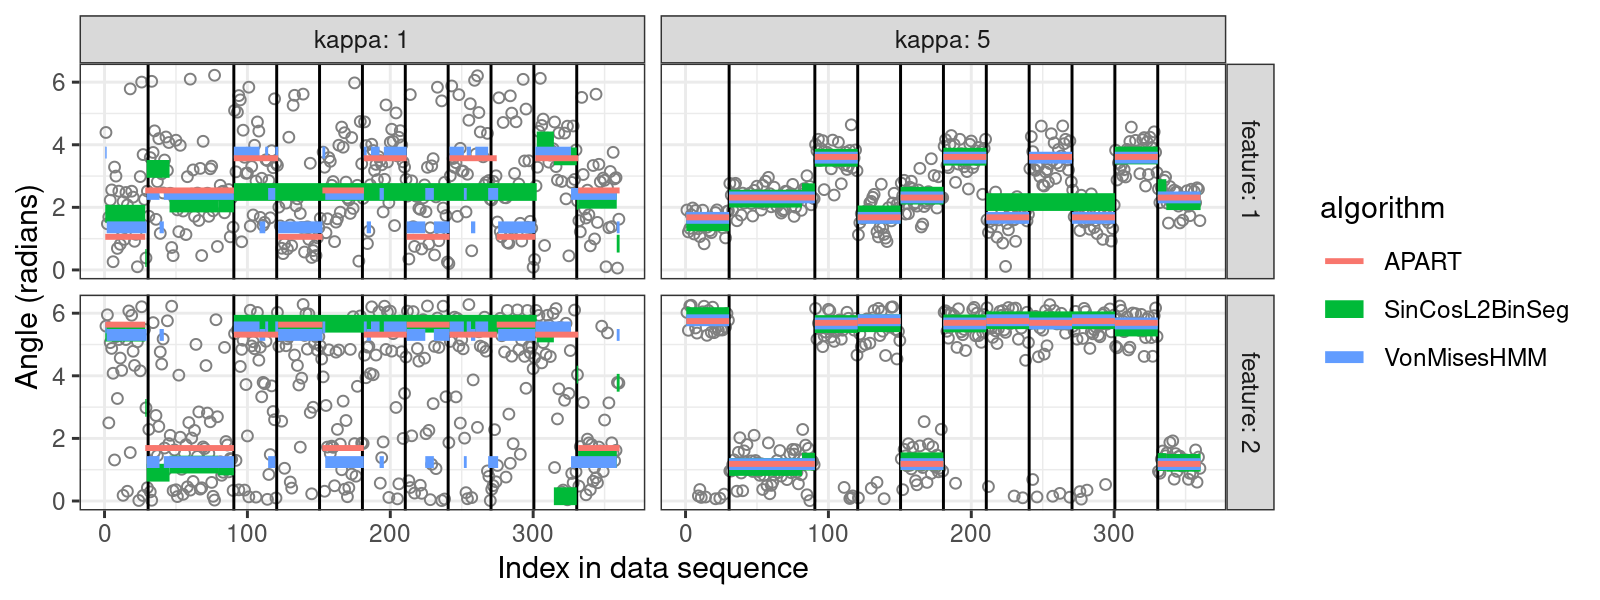 kappa: 1
kappa: 5
Angle (radians)
6
4
2
0
feature: 1
6
4
2
0
feature: 2
0
100
200
300
0
100
200
300
Index in data sequence
algorithm
APART
SinCosL2BinSeg
VonMisesHMM